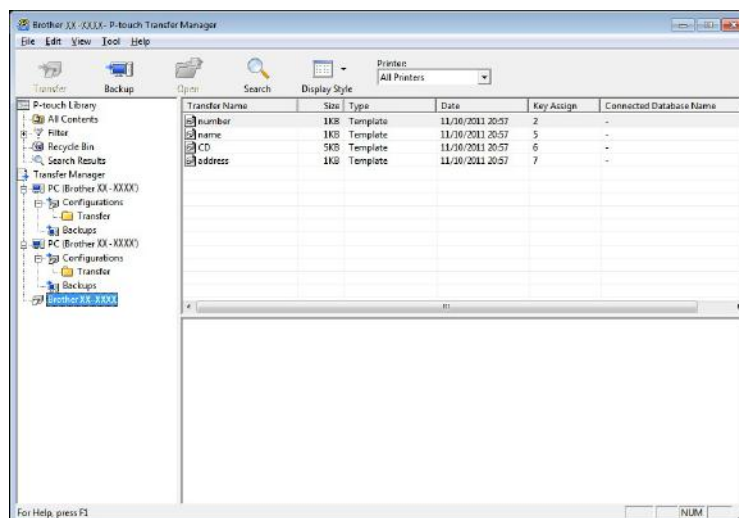 Brother XX-XXXX - P-touch Transfer Manager
File Edit View Tool Help
Transfer Backup Open Search Display Style
Printer:
All Printers
P-touch Library
All Contents
Filter
Recycle Bin
Search Results
Transfer Manager
PC (Brother XX-XXXX)
Configurations
Transfer
Backups
PC (Brother XX-XXXX)
Configurations
Transfer
Backups
Brother XX-XXXX
Transfer Name Size Type Date Key Assign Connected Database Name
number 1KB Template 11/10/2011 20:57 2 -
name 1KB Template 11/10/2011 20:57 5 -
CD 5KB Template 11/10/2011 20:57 6 -
address 1KB Template 11/10/2011 20:57 7 -
For Help, press F1
NUM